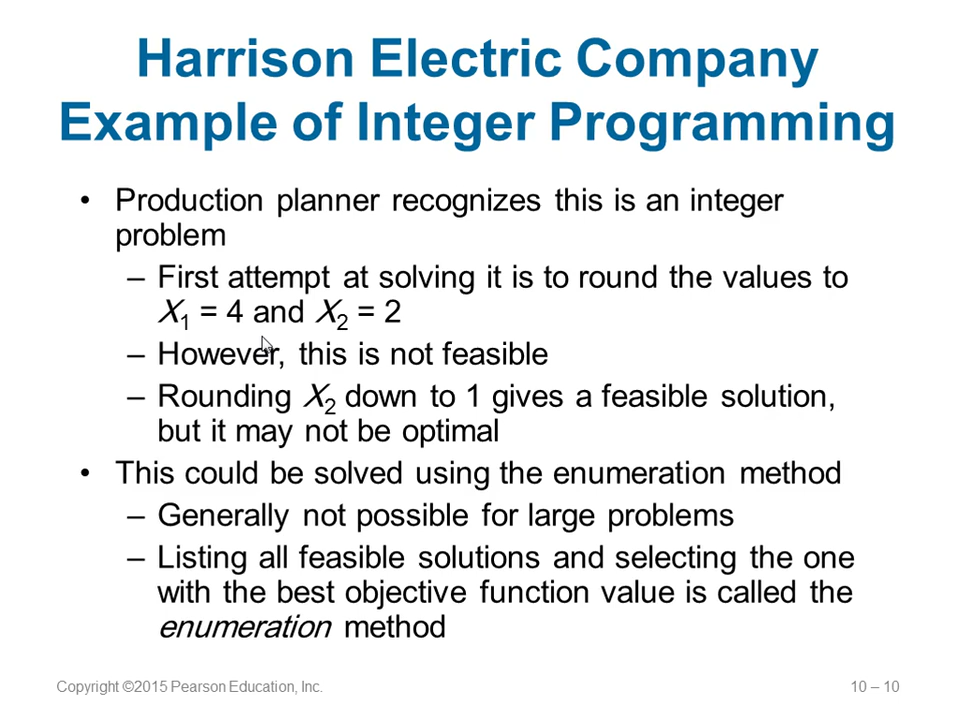 Harrison Electric Company
Example of Integer Programming
• Production planner recognizes this is an integer
problem
– First attempt at solving it is to round the values to
X₁ = 4 and X₂ = 2
– However, this is not feasible
– Rounding X₂ down to 1 gives a feasible solution,
but it may not be optimal
• This could be solved using the enumeration method
– Generally not possible for large problems
– Listing all feasible solutions and selecting the one
with the best objective function value is called the
enumeration method
Copyright ©2015 Pearson Education, Inc.
10 – 10